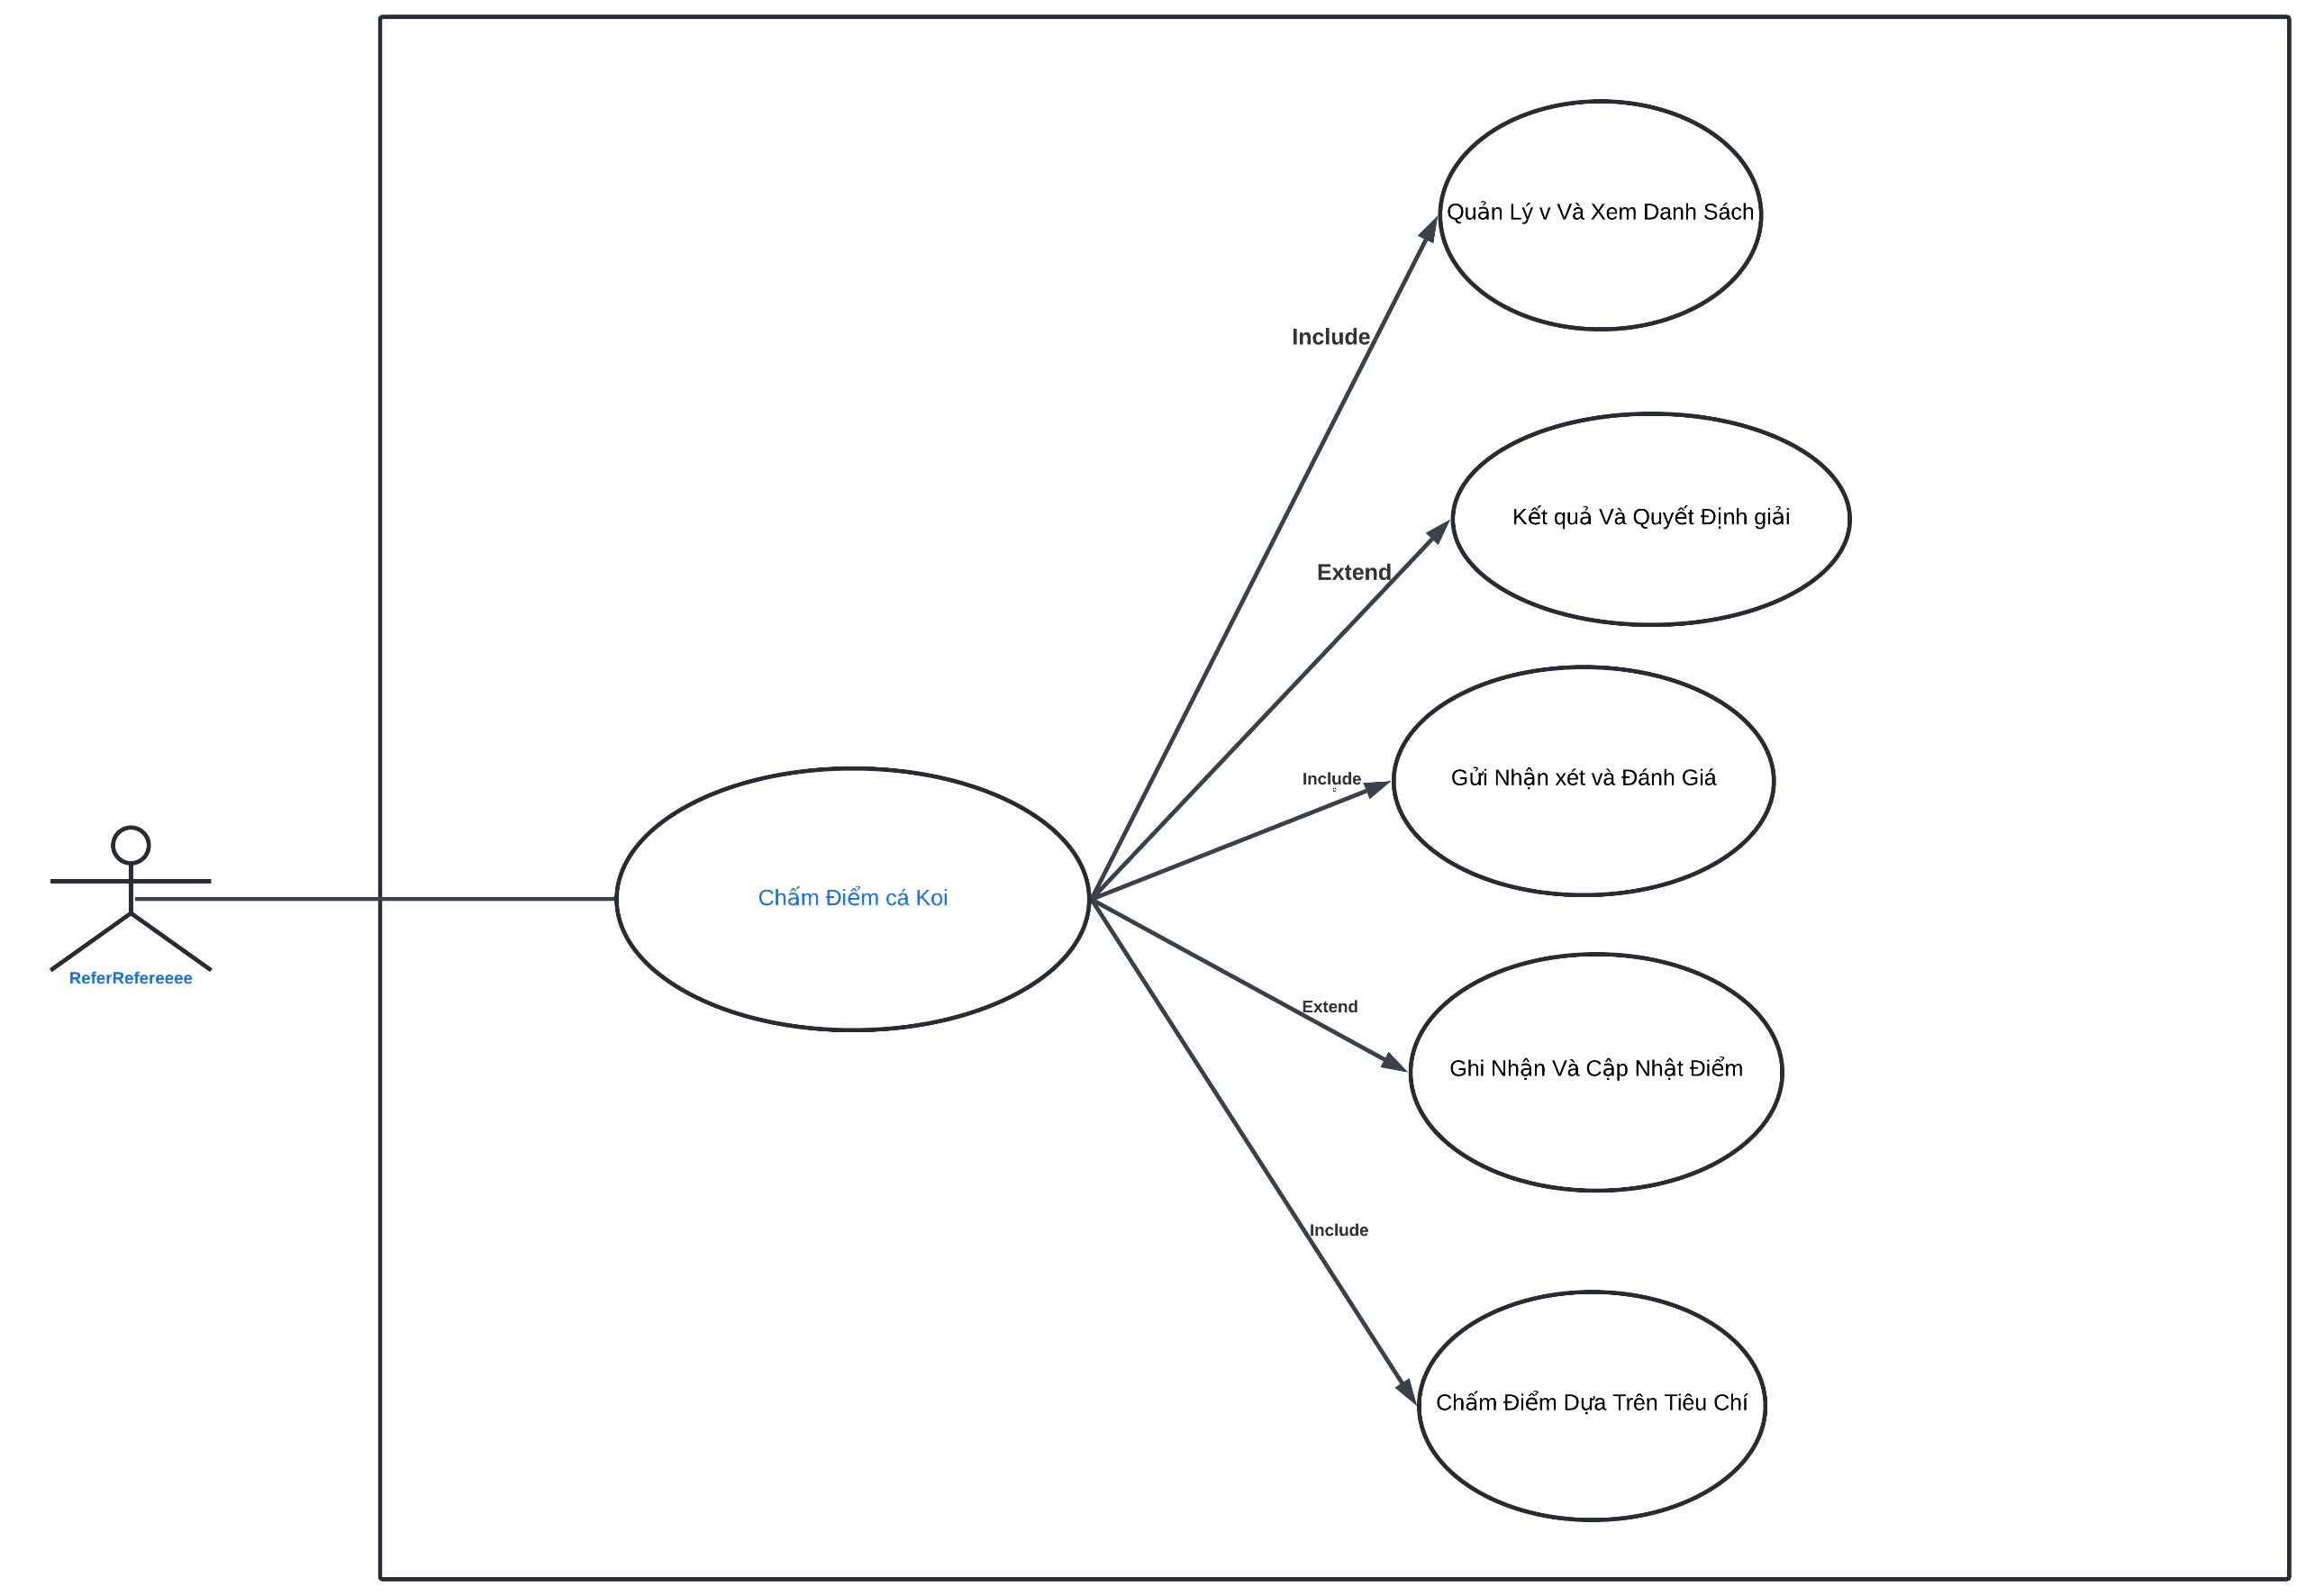 Quản Lý v Và Xem Danh Sách
Include
Kết quả Và Quyết Định giải
Extend
Include
Gửi Nhận xét và Đánh Giá
Chấm Điểm cá Koi
ReferRefereeee
Extend
Ghi Nhận Và Cập Nhật Điểm
Include
Chấm Điểm Dựa Trên Tiêu Chí